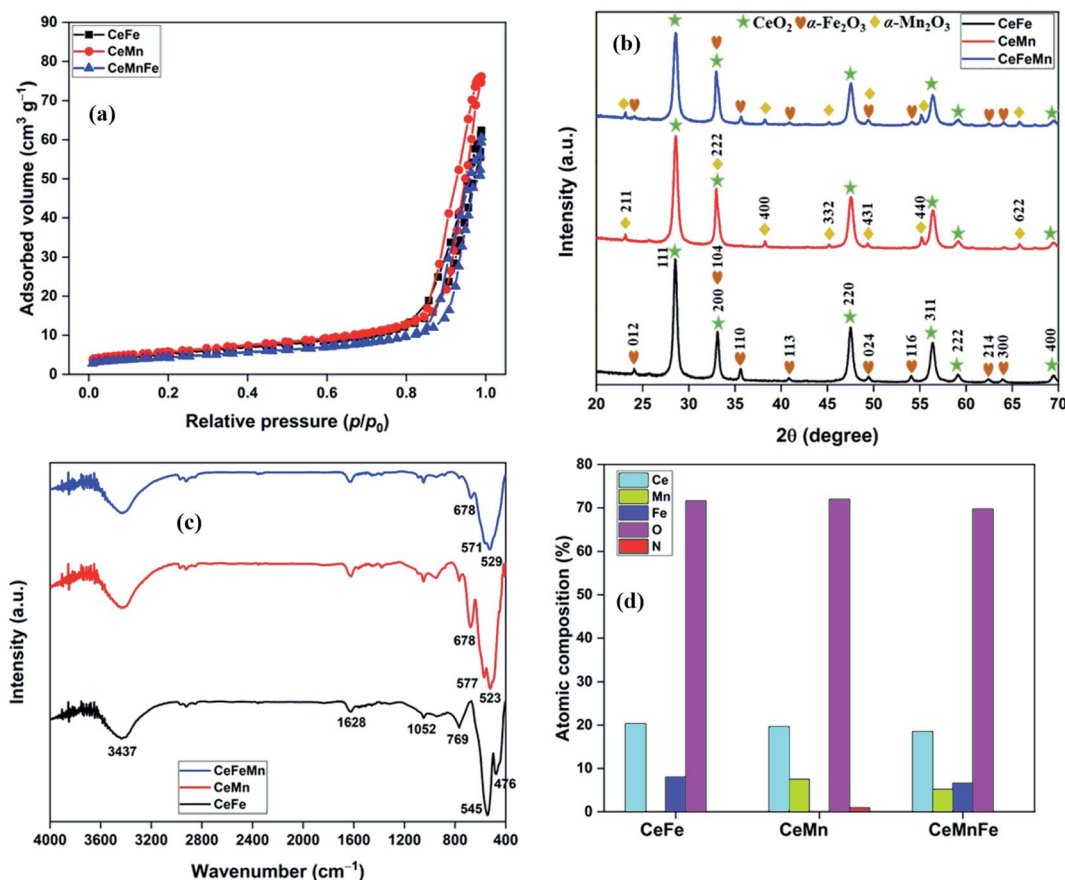 90
80
70
60
50
40
30
20
10
0
Adsorbed volume (cm³ g⁻¹)
CeFe
CeMn
CeMnFe
(a)
0.0 0.2 0.4 0.6 0.8 1.0
Relative pressure (p/p₀)
(b)
CeO₂ α-Fe₂O₃ α-Mn₂O₃
CeFe
CeMn
CeFeMn
Intensity (a.u.)
211
222
400
332
431
440
622
012
111
200
104
110
113
220
024
116
311
222
214
300
400
20 25 30 35 40 45 50 55 60 65 70
2θ (degree)
(c)
Intensity (a.u.)
678
571
529
678
577
523
3437
1628
1052
769
545
476
CeFeMn
CeMn
CeFe
4000 3600 3200 2800 2400 2000 1600 1200 800 400
Wavenumber (cm⁻¹)
(d)
80
70
60
50
40
30
20
10
0
Atomic composition (%)
Ce
Mn
Fe
O
N
CeFe CeMn CeMnFe